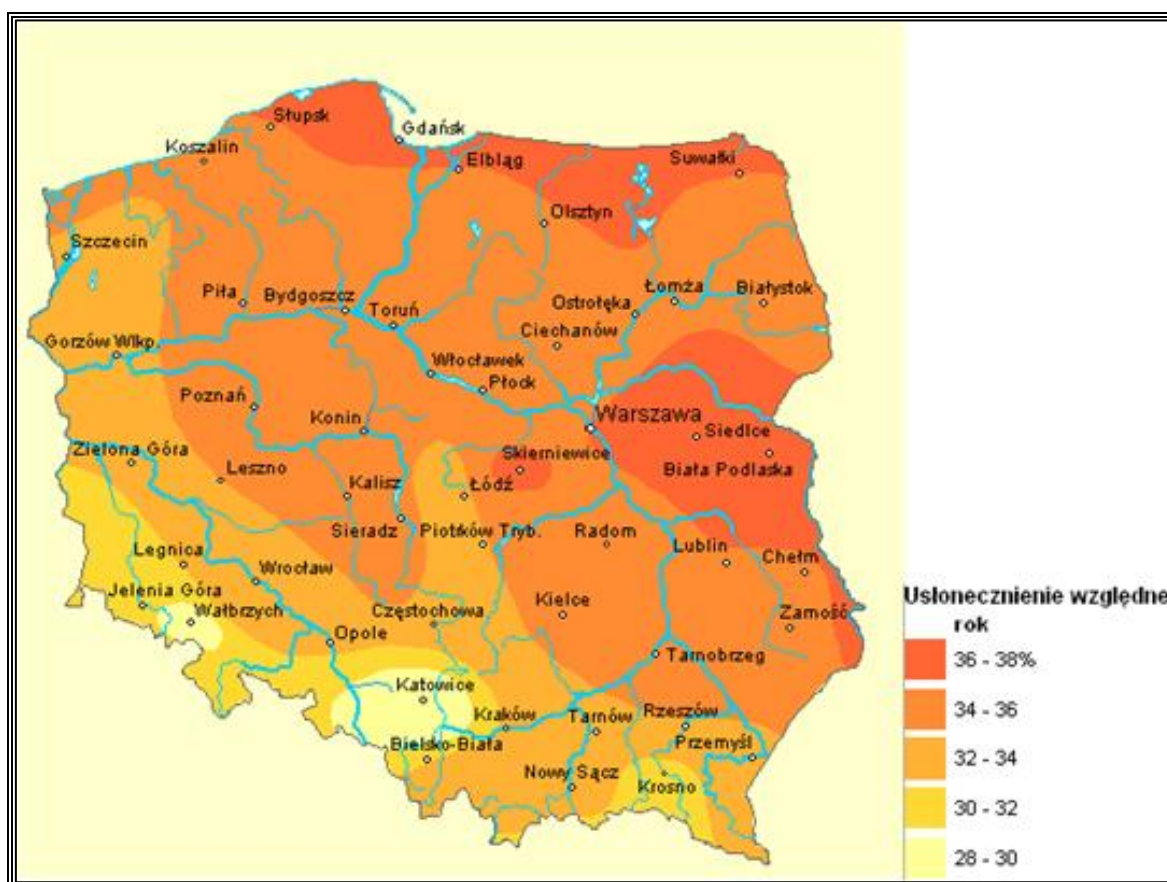 Słupsk
Gdańsk
Koszalin
Elbląg
Suwałki
Olsztyn
Szczecin
Piła
Bydgoszcz
Toruń
Ostrołęka
Łomża
Białystok
Ciechanów
Gorzów Wlkp.
Włocławek
Płock
Poznań
Konin
Warszawa
Siedlce
Zielona Góra
Leszno
Skierniewice
Biała Podlaska
Kalisz
Łódź
Sieradz
Piotrków Tryb.
Radom
Lublin
Chełm
Legnica
Wrocław
Jelenia Góra
Wałbrzych
Częstochowa
Kielce
Zamość
Opole
Tarnobrzeg
Katowice
Kraków
Tarnów
Rzeszów
Przemyśl
Bielsko-Biała
Nowy Sącz
Krosno
Usłonecznienie względne
rok
36 - 38%
34 - 36
32 - 34
30 - 32
28 - 30